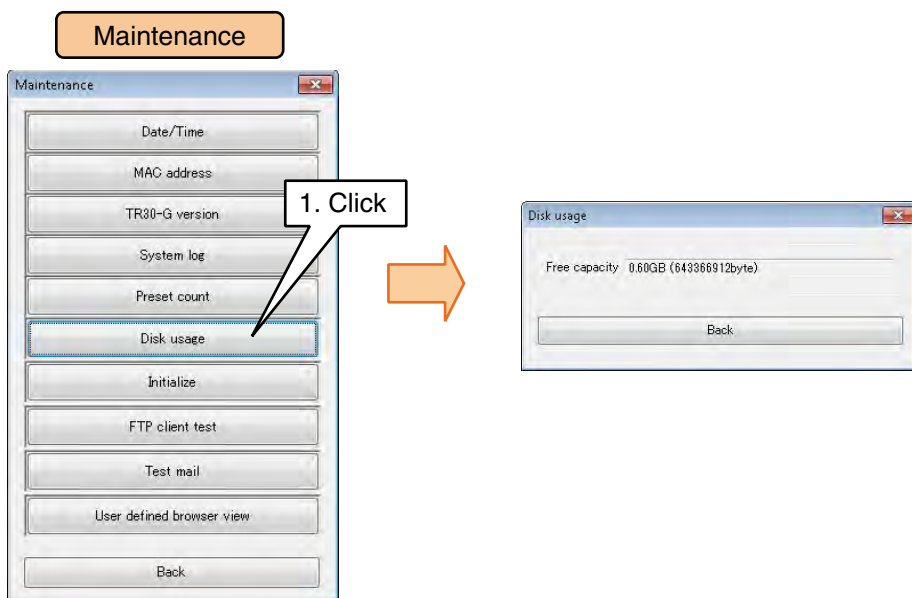 Maintenance
Maintenance
Date/Time
MAC address
TR30-G version
System log
Preset count
Disk usage
Initialize
FTP client test
Test mail
User defined browser view
Back
1. Click
Disk usage
Free capacity 0.60GB (643366912byte)
Back